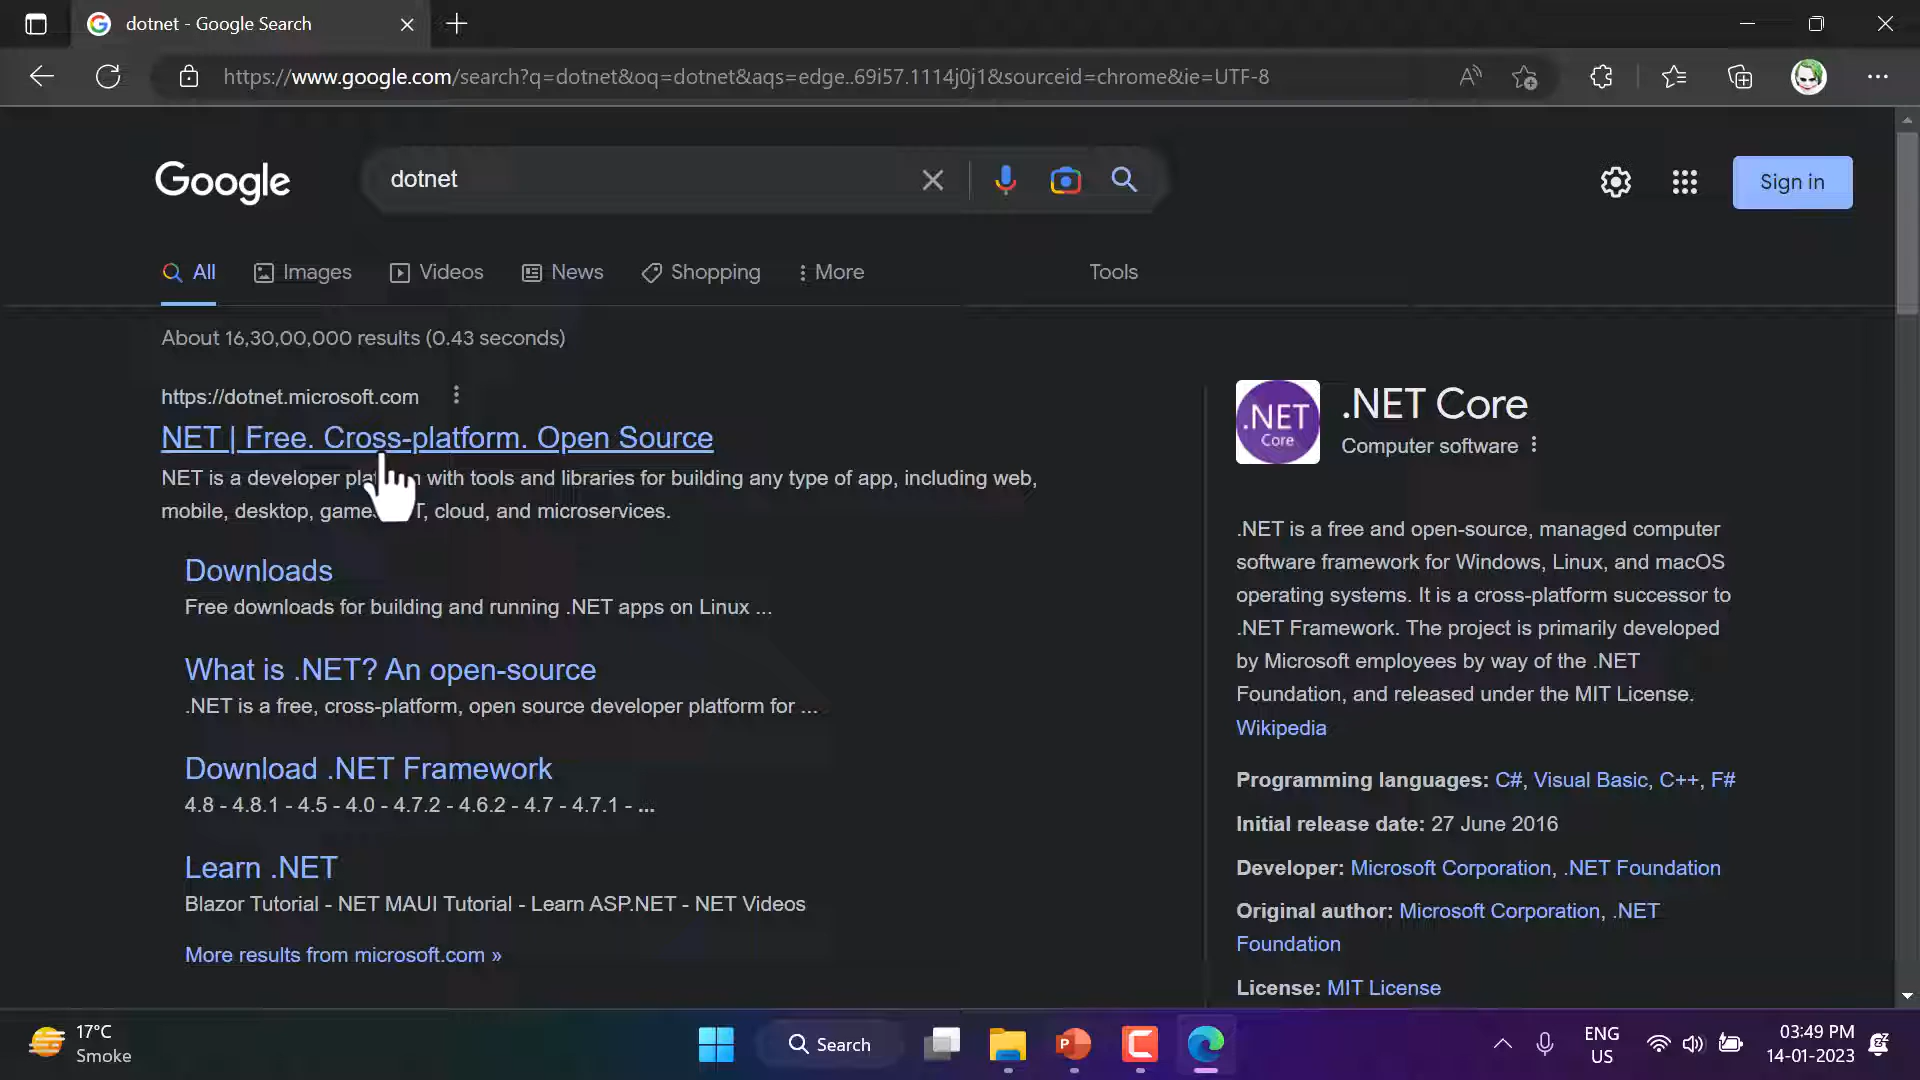 dotnet - Google Search
https://www.google.com/search?q=dotnet&oq=dotnet&aqs=edge..69i57.1114j0j1&sourceid=chrome&ie=UTF-8
Google
dotnet
Sign in
All
Images
Videos
News
Shopping
More
Tools
About 16,30,00,000 results (0.43 seconds)
https://dotnet.microsoft.com
NET | Free. Cross-platform. Open Source
NET is a developer with tools and libraries for building any type of app, including web,
mobile, desktop, cloud, and microservices.
Downloads
Free downloads for building and running .NET apps on Linux ...
What is .NET? An open-source
.NET is a free, cross-platform, open source developer platform for ...
Download .NET Framework
4.8 - 4.8.1 - 4.5 - 4.0 - 4.7.2 - 4.6.2 - 4.7 - 4.7.1 - ...
Learn .NET
Blazor Tutorial - NET MAUI Tutorial - Learn ASP.NET - NET Videos
More results from microsoft.com »
.NET
Core
.NET Core
Computer software
.NET is a free and open-source, managed computer
software framework for Windows, Linux, and macOS
operating systems. It is a cross-platform successor to
.NET Framework. The project is primarily developed
by Microsoft employees by way of the .NET
Foundation, and released under the MIT License.
Wikipedia
Programming languages: C#, Visual Basic, C++, F#
Initial release date: 27 June 2016
Developer: Microsoft Corporation, .NET Foundation
Original author: Microsoft Corporation, .NET
Foundation
License: MIT License
17°C
Smoke
Search
ENG
US
03:49 PM
14-01-2023